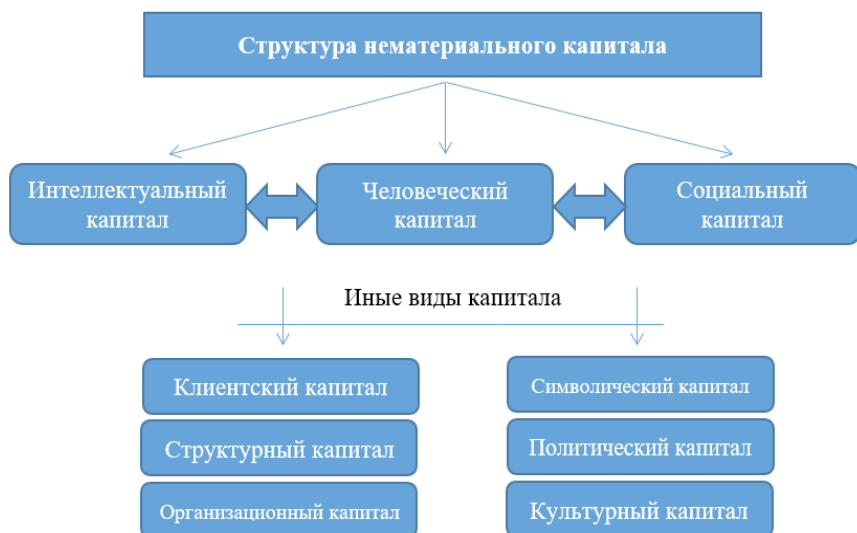 Структура нематериального капитала
Интеллектуальный
капитал
Человеческий
капитал
Социальный
капитал
Иные виды капитала
Клиентский капитал
Структурный капитал
Организационный капитал
Символический капитал
Политический капитал
Культурный капитал